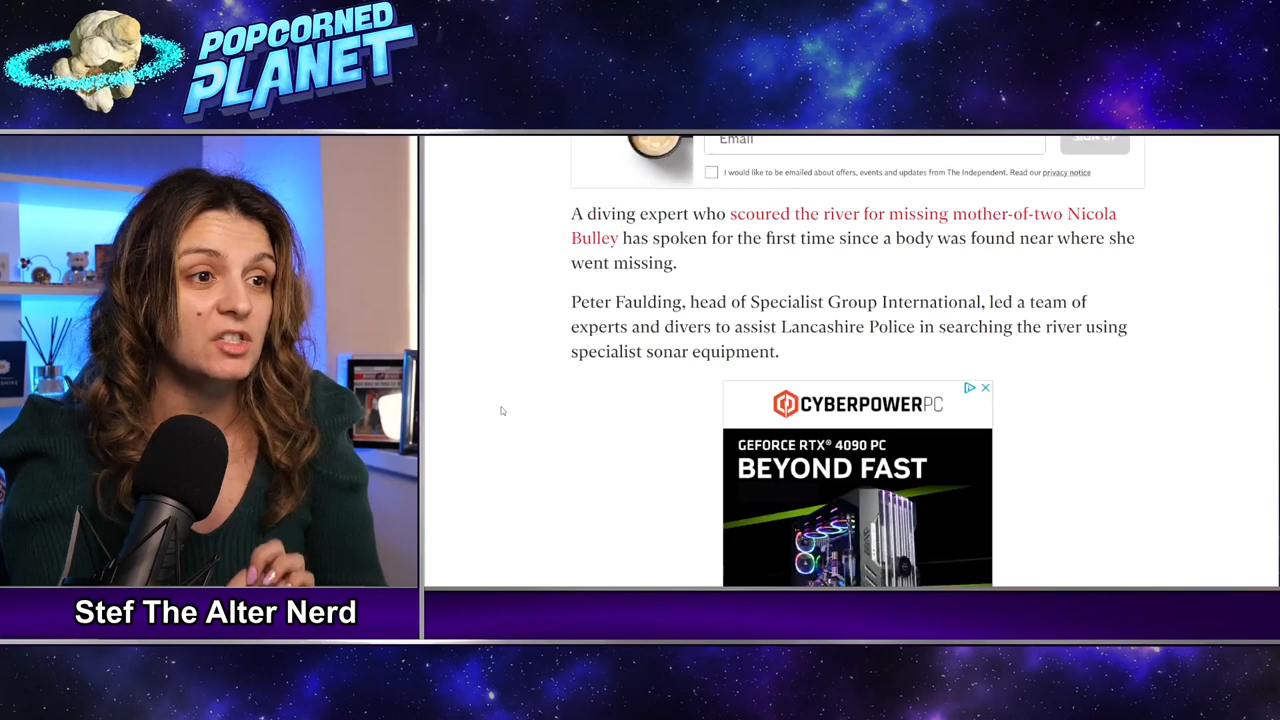 POPCORNED
PLANET
Email
SIGN UP
I would like to be emailed about offers, events and updates from The Independent. Read our privacy notice
A diving expert who scoured the river for missing mother-of-two Nicola
Bulley has spoken for the first time since a body was found near where she
went missing.
Peter Faulding, head of Specialist Group International, led a team of
experts and divers to assist Lancashire Police in searching the river using
specialist sonar equipment.
CYBERPOWERPC
GEFORCE RTX® 4090 PC
BEYOND FAST
Stef The Alter Nerd